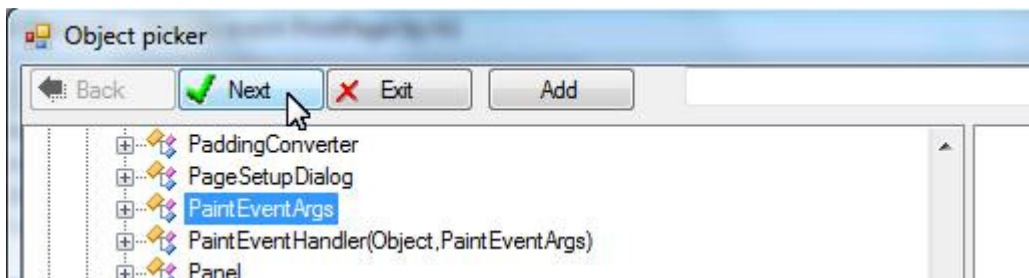 Object picker
Back Next Exit Add
PaddingConverter
PageSetupDialog
PaintEventArgs
PaintEventHandler(Object,PaintEventArgs)
Panel